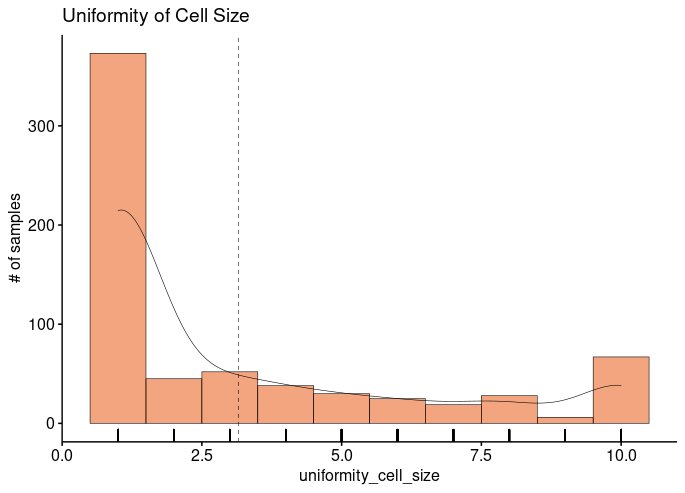 Uniformity of Cell Size
# of samples
300
200
100
0
0.0 2.5 5.0 7.5 10.0
uniformity_cell_size